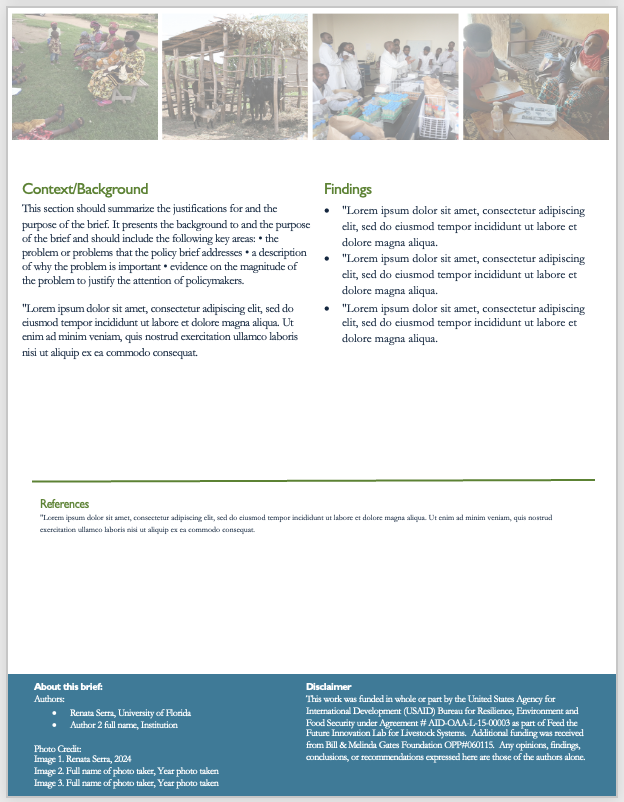 Context/Background
This section should summarize the justifications for and the
purpose of the brief. It presents the background to and the purpose
of the brief and should include the following key areas: • the
problem or problems that the policy brief addresses • a description
of why the problem is important • evidence on the magnitude of
the problem to justify the attention of policymakers.
"Lorem ipsum dolor sit amet, consectetur adipiscing elit, sed do
eiusmod tempor incididunt ut labore et dolore magna aliqua. Ut
enim ad minim veniam, quis nostrud exercitation ullamco laboris
nisi ut aliquip ex ea commodo consequat.
Findings
• "Lorem ipsum dolor sit amet, consectetur adipiscing
elit, sed do eiusmod tempor incididunt ut labore et
dolore magna aliqua.
• "Lorem ipsum dolor sit amet, consectetur adipiscing
elit, sed do eiusmod tempor incididunt ut labore et
dolore magna aliqua.
• "Lorem ipsum dolor sit amet, consectetur adipiscing
elit, sed do eiusmod tempor incididunt ut labore et
dolore magna aliqua.
References
"Lorem ipsum dolor sit amet, consectetur adipiscing elit, sed do eiusmod tempor incididunt ut labore et dolore magna aliqua. Ut enim ad minim veniam, quis nostrud
exercitation ullamco laboris nisi ut aliquip ex ea commodo consequat.
About this brief:
Authors:
• Renata Serra, University of Florida
• Author 2 full name, Institution
Photo Credit:
Image 1. Renata Serra, 2024
Image 2. Full name of photo taker, Year photo taken
Image 3. Full name of photo taker, Year photo taken
Disclaimer
This work was funded in whole or part by the United States Agency for
International Development (USAID) Bureau for Resilience, Environment and
Food Security under Agreement # AID-OAA-L-15-00003 as part of Feed the
Future Innovation Lab for Livestock Systems. Additional funding was received
from Bill & Melinda Gates Foundation OPP#060115. Any opinions, findings,
conclusions, or recommendations expressed here are those of the authors alone.